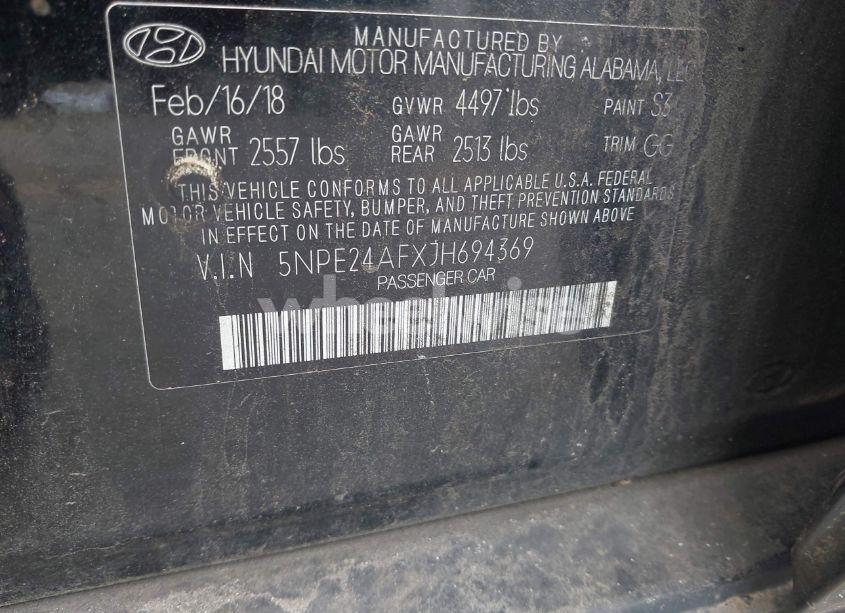 MANUFACTURED BY
HYUNDAI MOTOR MANUFACTURING ALABAMA, LLC
Feb/16/18 GVWR 4497 lbs PAINT S3
GAWR FRONT 2557 lbs GAWR REAR 2513 lbs TRIM GG
THIS VEHICLE CONFORMS TO ALL APPLICABLE U.S.A. FEDERAL
MOTOR VEHICLE SAFETY, BUMPER, AND THEFT PREVENTION STANDARDS
IN EFFECT ON THE DATE OF MANUFACTURE SHOWN ABOVE
V.I.N 5NPE24AFXJH694369
PASSENGER CAR